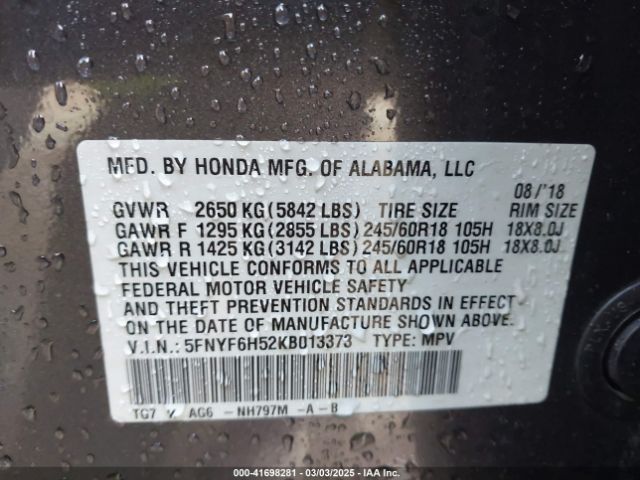 MFD. BY HONDA MFG. OF ALABAMA, LLC
08/'18
GVWR 2650 KG(5842 LBS) TIRE SIZE RIM SIZE
GAWR F 1295 KG(2855 LBS) 245/60R18 105H 18X8.0J
GAWR R 1425 KG(3142 LBS) 245/60R18 105H 18X8.0J
THIS VEHICLE CONFORMS TO ALL APPLICABLE
FEDERAL MOTOR VEHICLE SAFETY
AND THEFT PREVENTION STANDARDS IN EFFECT
ON THE DATE OF MANUFACTURE SHOWN ABOVE.
V.I.N.: 5FNYF6H52KB013373 TYPE: MPV
TG7 AG6 -NH797M -A-B
000-41698281 | 03/03/2025 | IAA Inc.